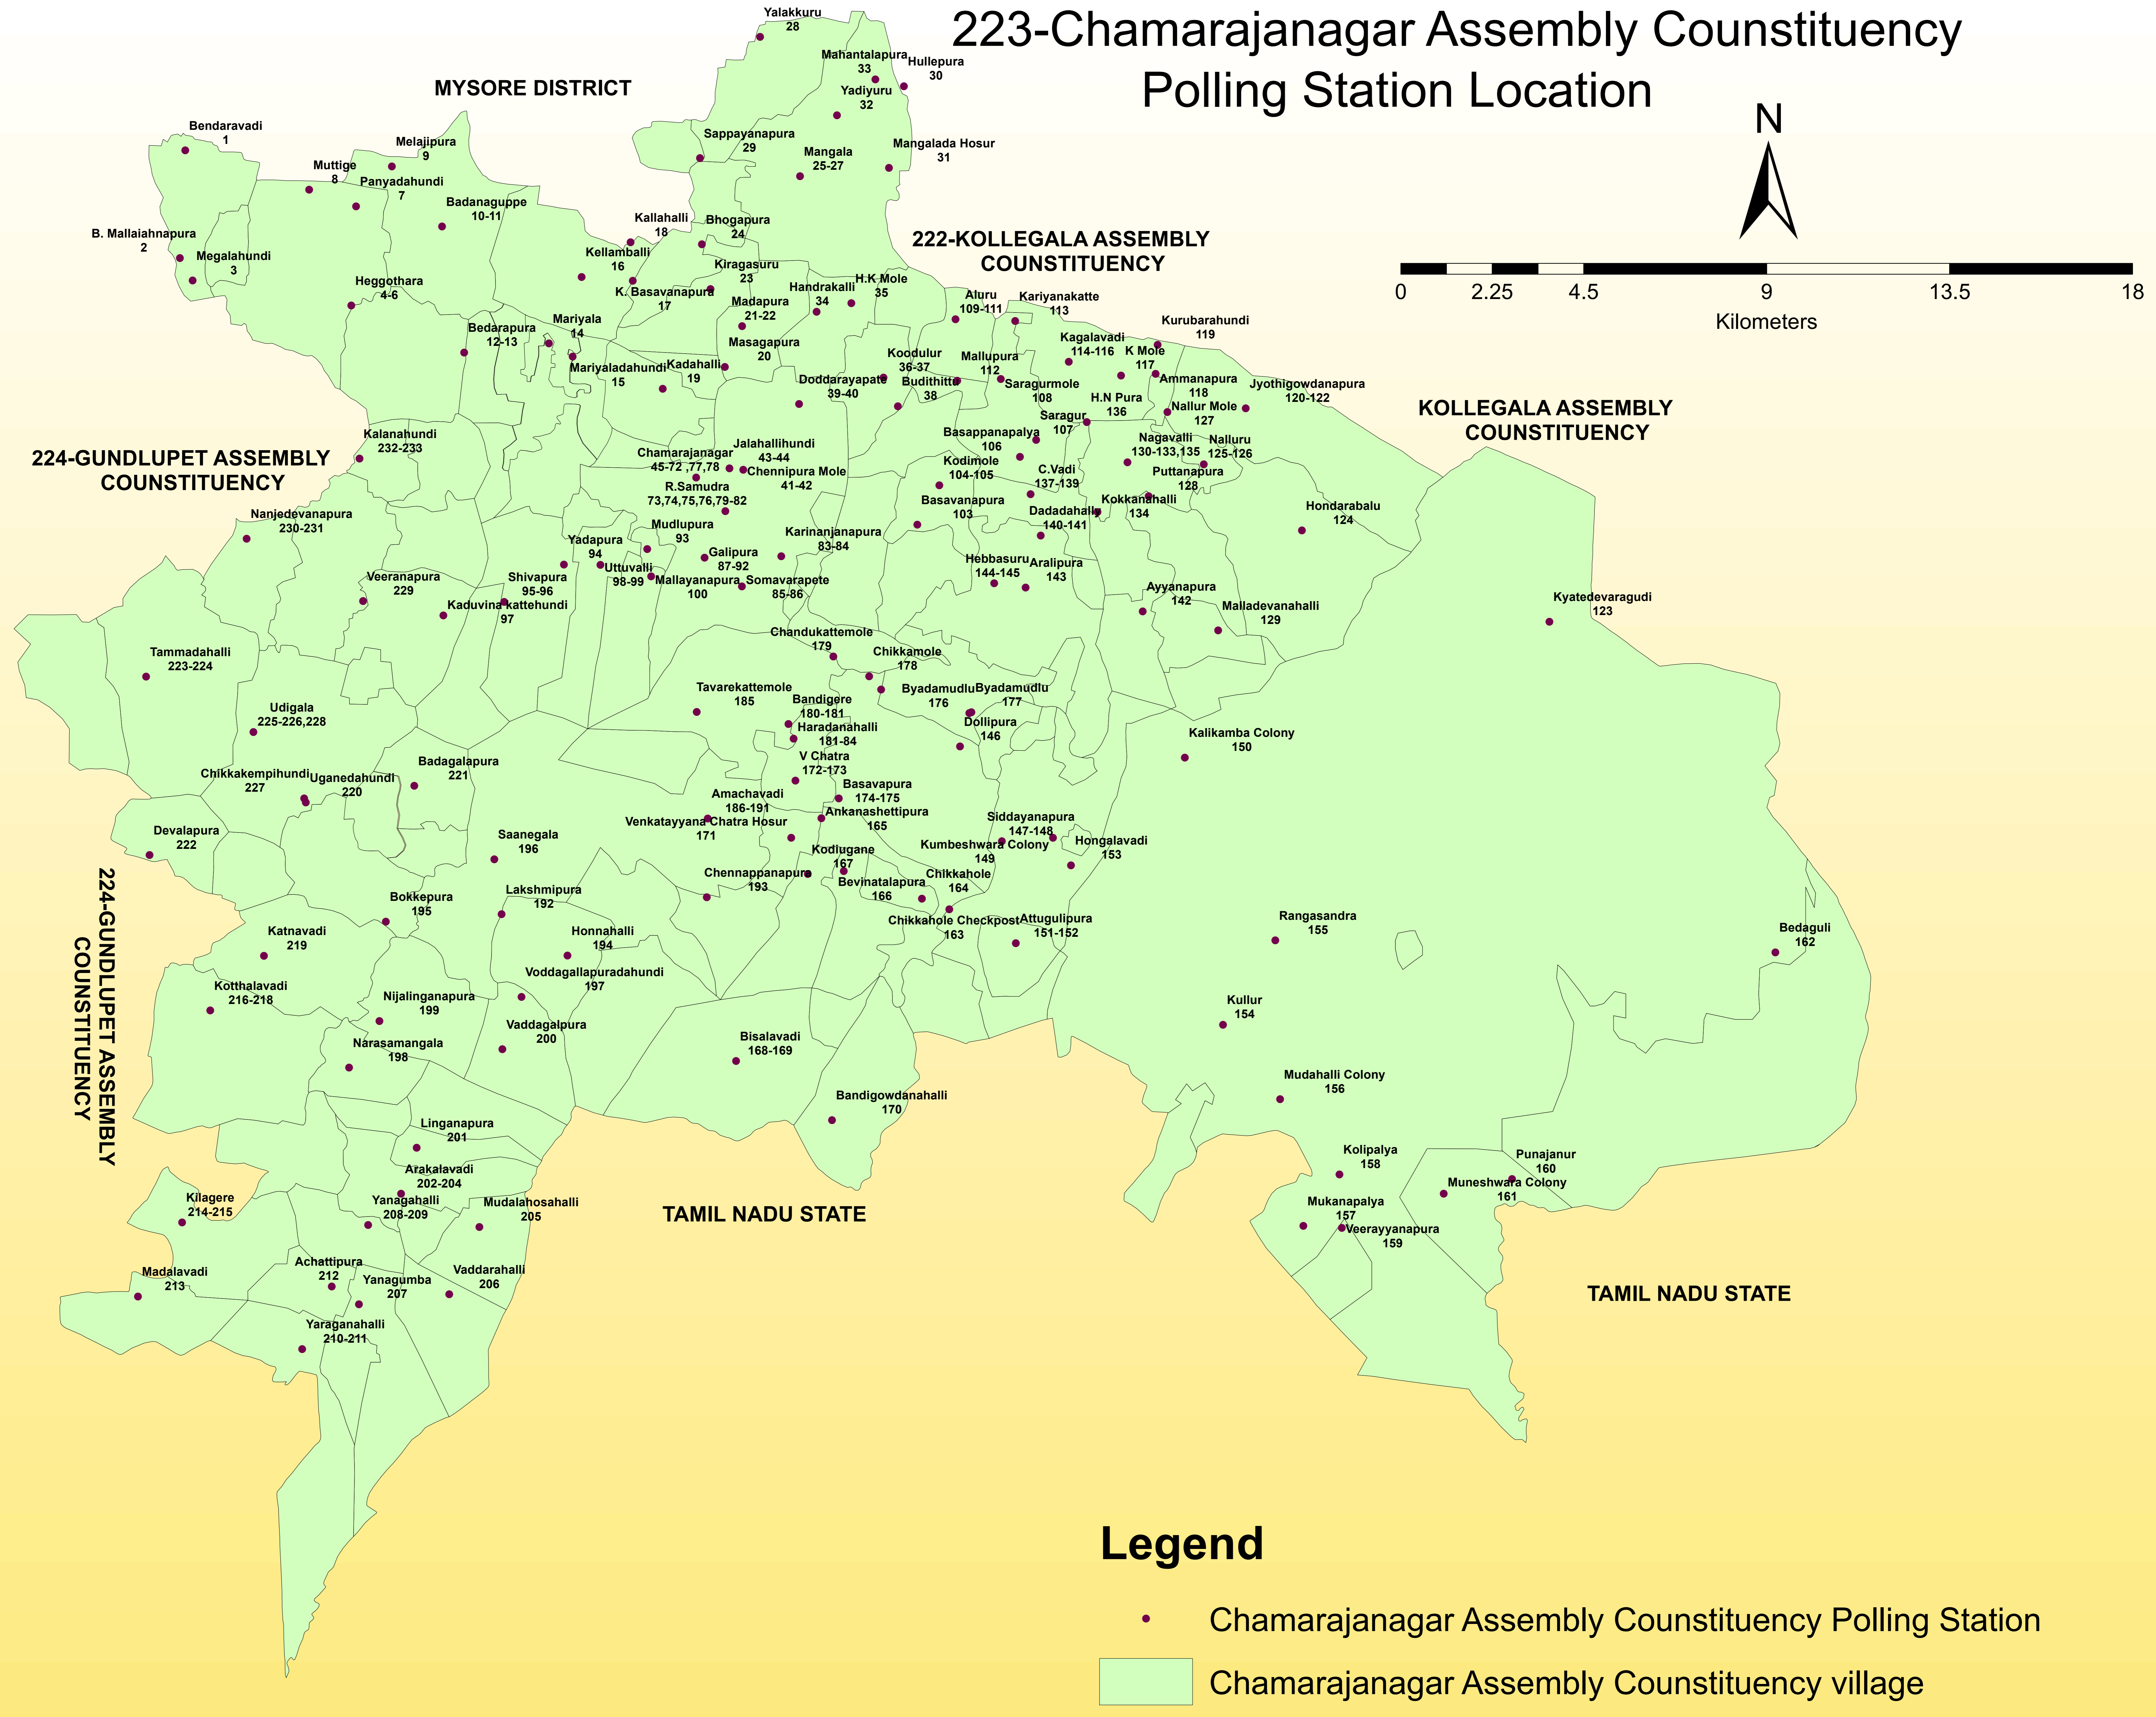 223-Chamarajanagar Assembly Counstituency
Polling Station Location
N
0 2.25 4.5 9 13.5 18
Kilometers
MYSORE DISTRICT
222-KOLLEGALA ASSEMBLY
COUNSTITUENCY
KOLLEGALA ASSEMBLY
COUNSTITUENCY
224-GUNDLUPET ASSEMBLY
COUNSTITUENCY
224-GUNDLUPET ASSEMBLY
COUNSTITUENCY
TAMIL NADU STATE
TAMIL NADU STATE
Yalakkuru
28
Mahantalapura
33
Hullepura
30
Yadiyuru
32
Sappayanapura
29
Mangala
25-27
Mangalada Hosur
31
Bendaravadi
1
Melajipura
9
Muttige
8
Panyadahundi
7
Badanaguppe
10-11
B. Mallaiahnapura
2
Megalahundi
3
Heggothara
4-6
Kallahalli
18
Bhogapura
24
Kellamballi
16
Kiragasuru
23
K. Basavanapura
17
Madapura
21-22
Handrakalli
34
H.K Mole
35
Bedarapura
12-13
Mariyala
14
Mariyaladahundi
15
Kadahalli
19
Masagapura
20
Doddarayapate
39-40
Koodulur
36-37
Budithittu
38
Aluru
109-111
Kariyanakatte
113
Mallupura
112
Kagalavadi
114-116
K Mole
117
Kurubarahundi
119
Ammanapura
118
Saragurmole
108
H.N Pura
136
Nallur Mole
127
Jyothigowdanapura
120-122
Saragur
107
Basappanapalya
106
Nagavalli
130-133,135
Nalluru
125-126
Kodimole
104-105
C.Vadi
137-139
Puttanapura
128
Basavanapura
103
Dadadahally
140-141
Kokkanahalli
134
Hondarabalu
124
Kalanahundi
232-233
Jalahallihundi
43-44
Chamarajanagar
45-72 ,77,78
Chennipura Mole
41-42
R.Samudra
73,74,75,76,79-82
Nanjedevanapura
230-231
Mudlupura
93
Karinanjanapura
83-84
Yadapura
94
Galipura
87-92
Uttuvalli
98-99
Mallayanapura
100
Somavarapete
85-86
Hebbasuru
144-145
Aralipura
143
Veeranapura
229
Shivapura
95-96
Kaduvina kattehundi
97
Ayyanapura
142
Malladevanahalli
129
Kyatedevaragudi
123
Tammadahalli
223-224
Chandukattemole
179
Chikkamole
178
Udigala
225-226,228
Tavarekattemole
185
Bandigere
180-181
Byadamudlu
176
Byadamudlu
177
Haradanahalli
181-84
Dollipura
146
Kalikamba Colony
150
V Chatra
172-173
Badagalapura
221
Chikkakempihundi
227
Uganedahundi
220
Amachavadi
186-191
Basavapura
174-175
Ankanashettipura
165
Venkatayyana Chatra Hosur
171
Devalapura
222
Saanegala
196
Siddayanapura
147-148
Kumbeshwara Colony
149
Hongalavadi
153
Kodiugane
167
Chennappanapura
193
Bevinatalapura
166
Chikkahole
164
Bokkepura
195
Lakshmipura
192
Chikkahole Checkpost
163
Attugulipura
151-152
Rangasandra
155
Bedaguli
162
Katnavadi
219
Honnahalli
194
Voddagallapuradahundi
197
Kotthalavadi
216-218
Nijalinganapura
199
Kullur
154
Vaddagalpura
200
Narasamangala
198
Bisalavadi
168-169
Mudahalli Colony
156
Bandigowdanahalli
170
Linganapura
201
Kolipalya
158
Punajanur
160
Arakalavadi
202-204
Muneshwara Colony
161
Kilagere
214-215
Yanagahalli
208-209
Mudalahosahalli
205
Mukanapalya
157
Veerayyanapura
159
Madalavadi
213
Achattipura
212
Yanagumba
207
Vaddarahalli
206
Yaraganahalli
210-211
Legend
Chamarajanagar Assembly Counstituency Polling Station
Chamarajanagar Assembly Counstituency village